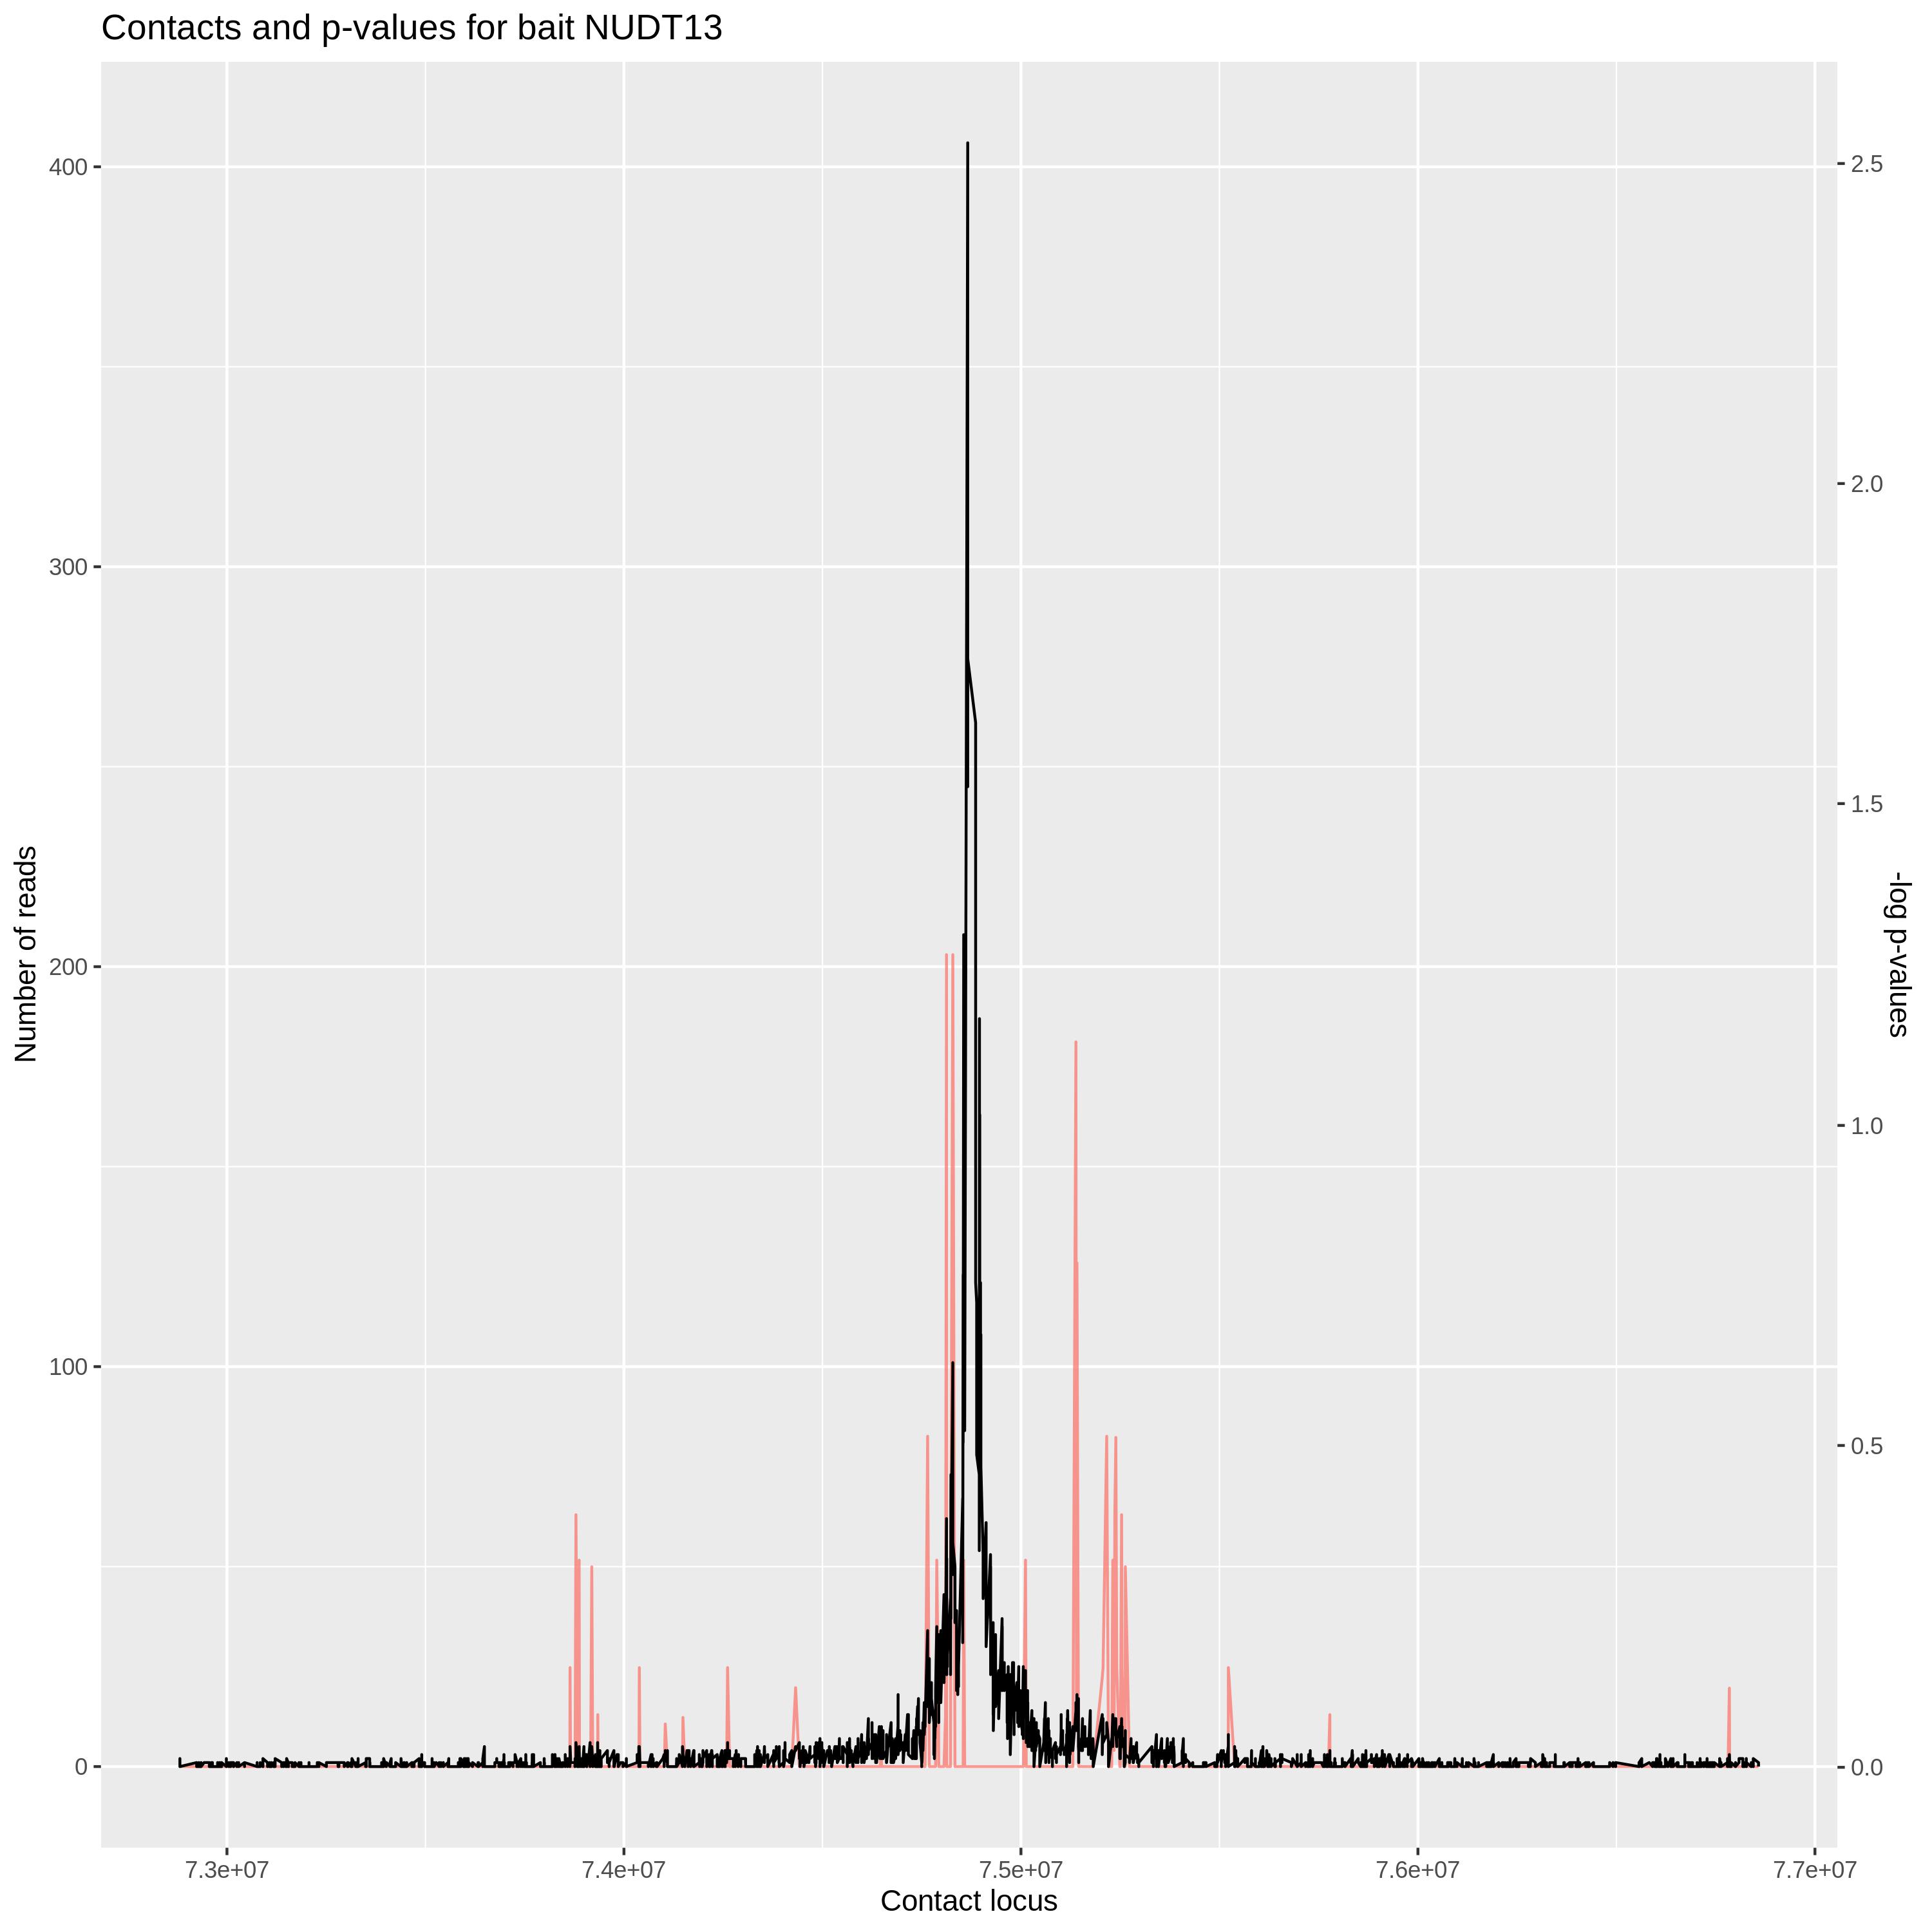 Contacts and p-values for bait NUDT13
400
300
200
100
0
Number of reads
2.5
2.0
1.5
1.0
0.5
0.0
-log p-values
7.3e+07
7.4e+07
7.5e+07
7.6e+07
7.7e+07
Contact locus